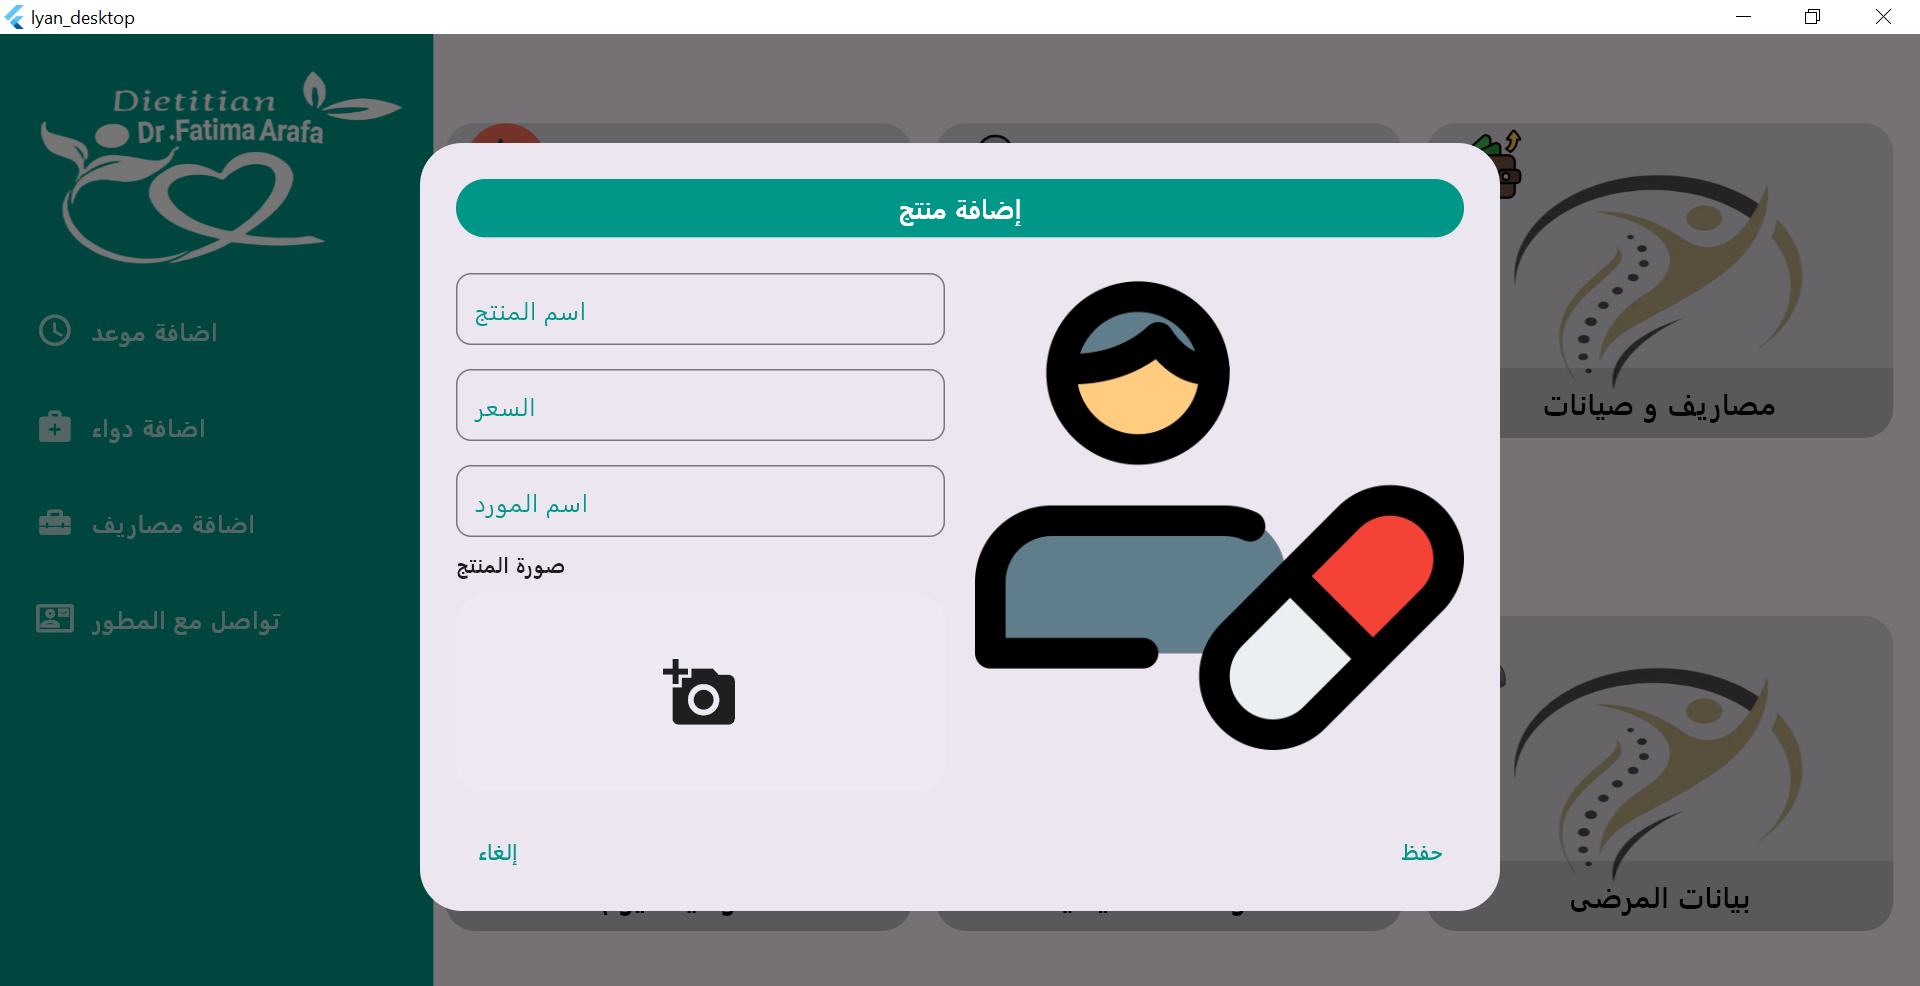 lyan_desktop
Dietitian
Dr.Fatima Arafa
اضافة موعد
اضافة دواء
اضافة مصاريف
تواصل مع المطور
إضافة منتج
اسم المنتج
السعر
اسم المورد
صورة المنتج
إلغاء
حفظ
مصاريف و صيانات
بيانات المرضى